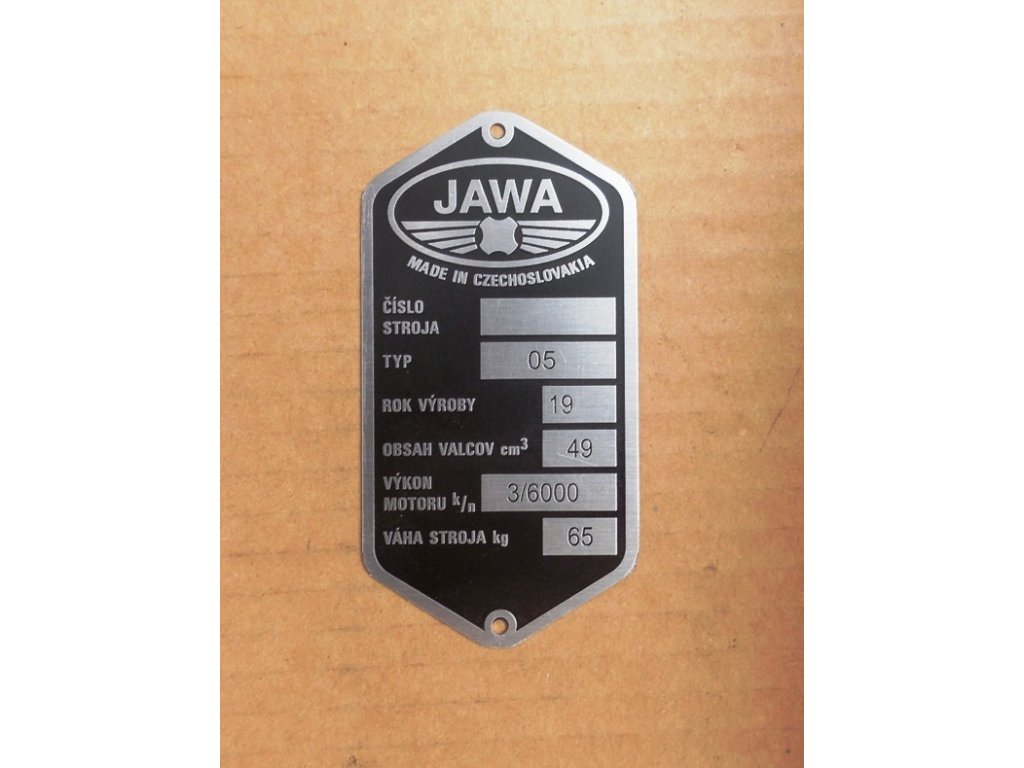 JAWA
MADE IN CZECHOSLOVAKIA
ČÍSLO
STROJA
TYP 05
ROK VÝROBY 19
OBSAH VALCOV cm³ 49
VÝKON
MOTORU k/n 3/6000
VÁHA STROJA kg 65